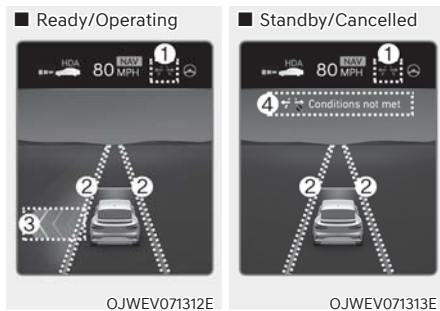 ■ Ready/Operating
HDA
80 MPH
NAV
1
2
2
3
OJWEV071312E
■ Standby/Cancelled
HDA
80 MPH
NAV
1
4
Conditions not met
2
2
OJWEV071313E